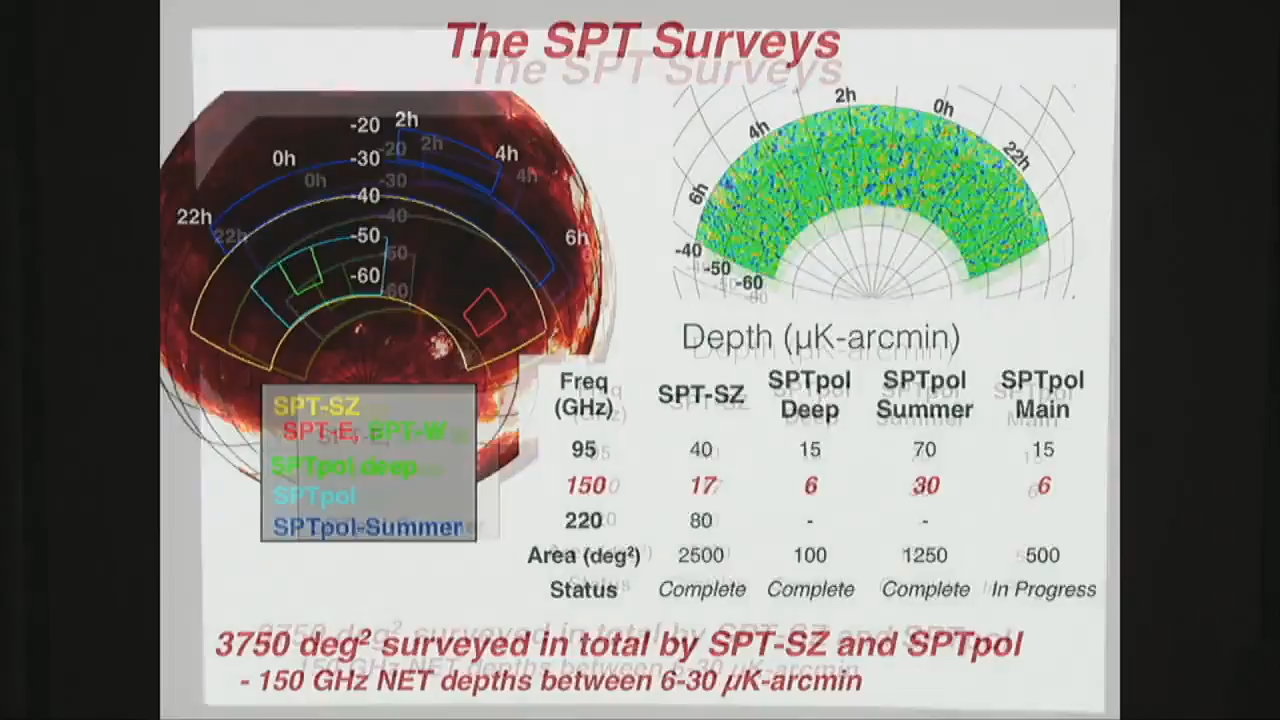 The SPT Surveys
-20
2h
0h
-30
4h
22h
-40
6h
-50
-60
2h
0h
4h
22h
6h
-40
-50
-60
SPT-SZ
SPT-E, SPT-W
SPTpol deep
SPTpol
SPTpol-Summer
Depth (μK-arcmin)
Freq (GHz) SPT-SZ SPTpol Deep SPTpol Summer SPTpol Main
95 40 15 70 15
150 17 6 30 6
220 80 - -
Area (deg²) 2500 100 1250 500
Status Complete Complete Complete In Progress
3750 deg² surveyed in total by SPT-SZ and SPTpol
- 150 GHz NET depths between 6-30 μK-arcmin